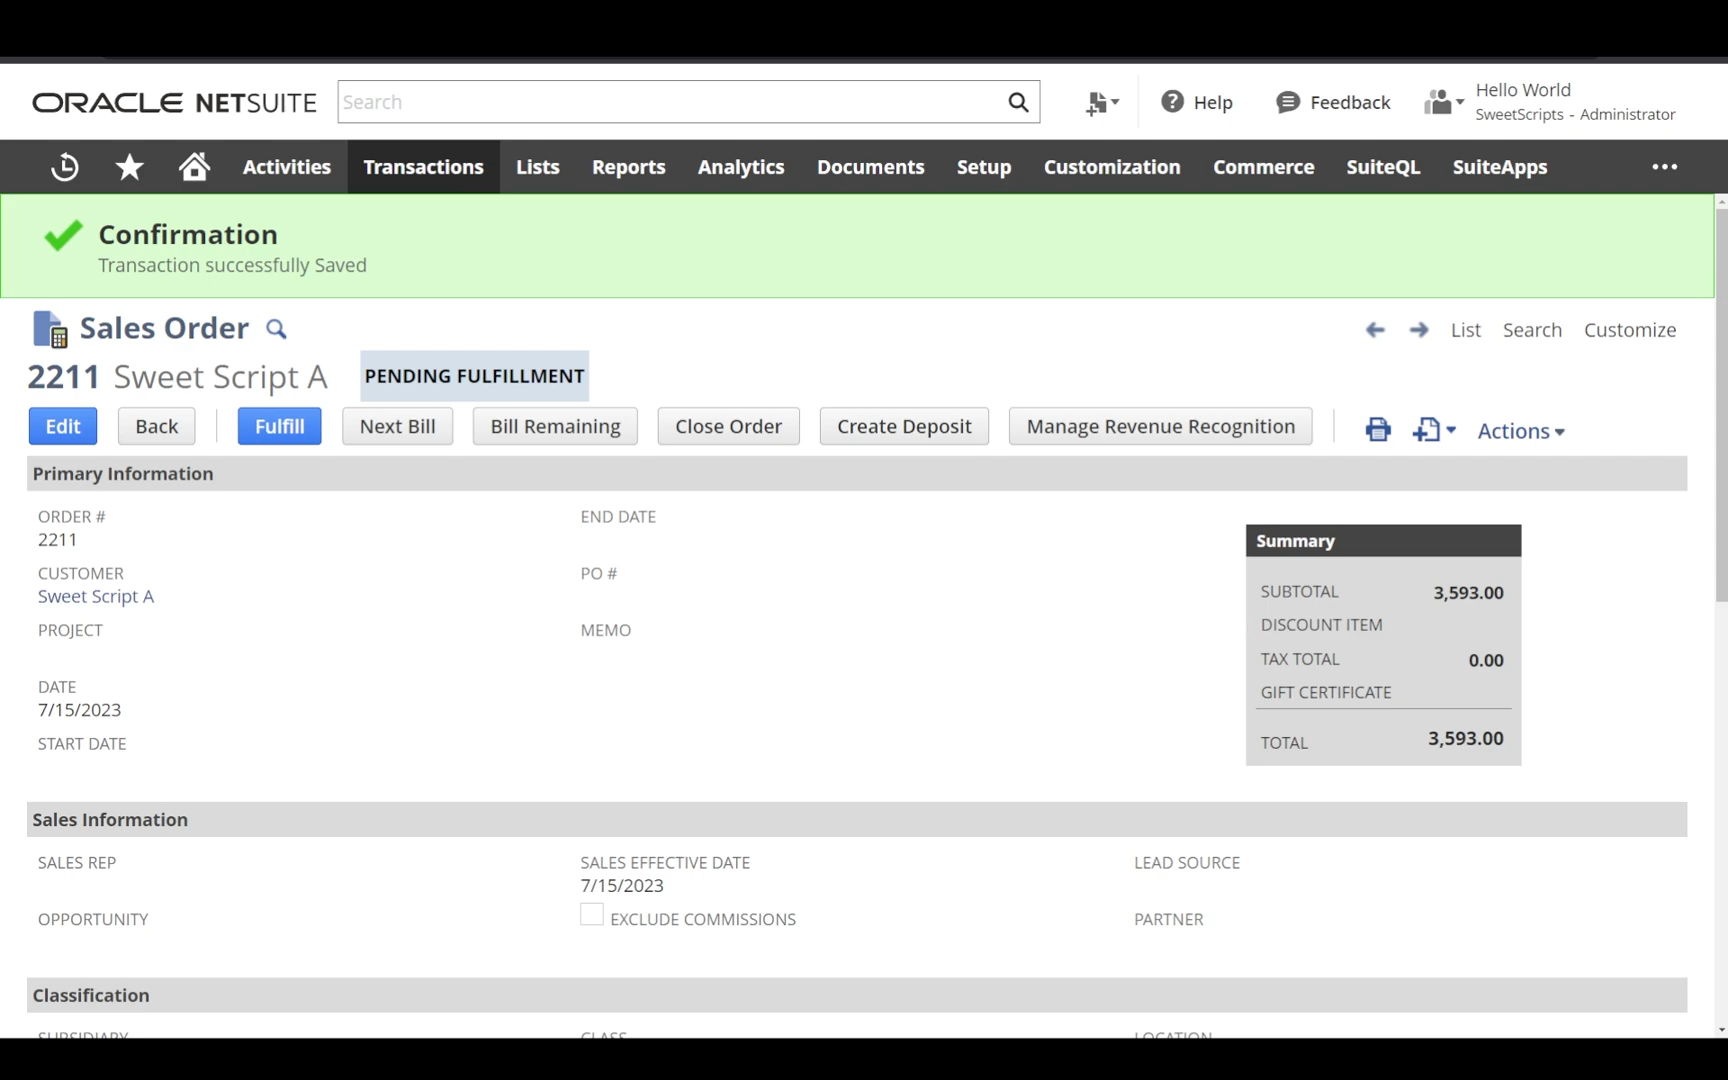 ORACLE NETSUITE
Search
Help
Feedback
Hello World
SweetScripts - Administrator
Activities Transactions Lists Reports Analytics Documents Setup Customization Commerce SuiteQL SuiteApps
Confirmation
Transaction successfully Saved
Sales Order
List Search Customize
2211 Sweet Script A PENDING FULFILLMENT
Edit Back Fulfill Next Bill Bill Remaining Close Order Create Deposit Manage Revenue Recognition Actions
Primary Information
ORDER #
2211
CUSTOMER
Sweet Script A
PROJECT
DATE
7/15/2023
START DATE
END DATE
PO #
MEMO
Summary
SUBTOTAL 3,593.00
DISCOUNT ITEM
TAX TOTAL 0.00
GIFT CERTIFICATE
TOTAL 3,593.00
Sales Information
SALES REP
OPPORTUNITY
SALES EFFECTIVE DATE
7/15/2023
EXCLUDE COMMISSIONS
LEAD SOURCE
PARTNER
Classification
SUBSIDIARY CLASS LOCATION